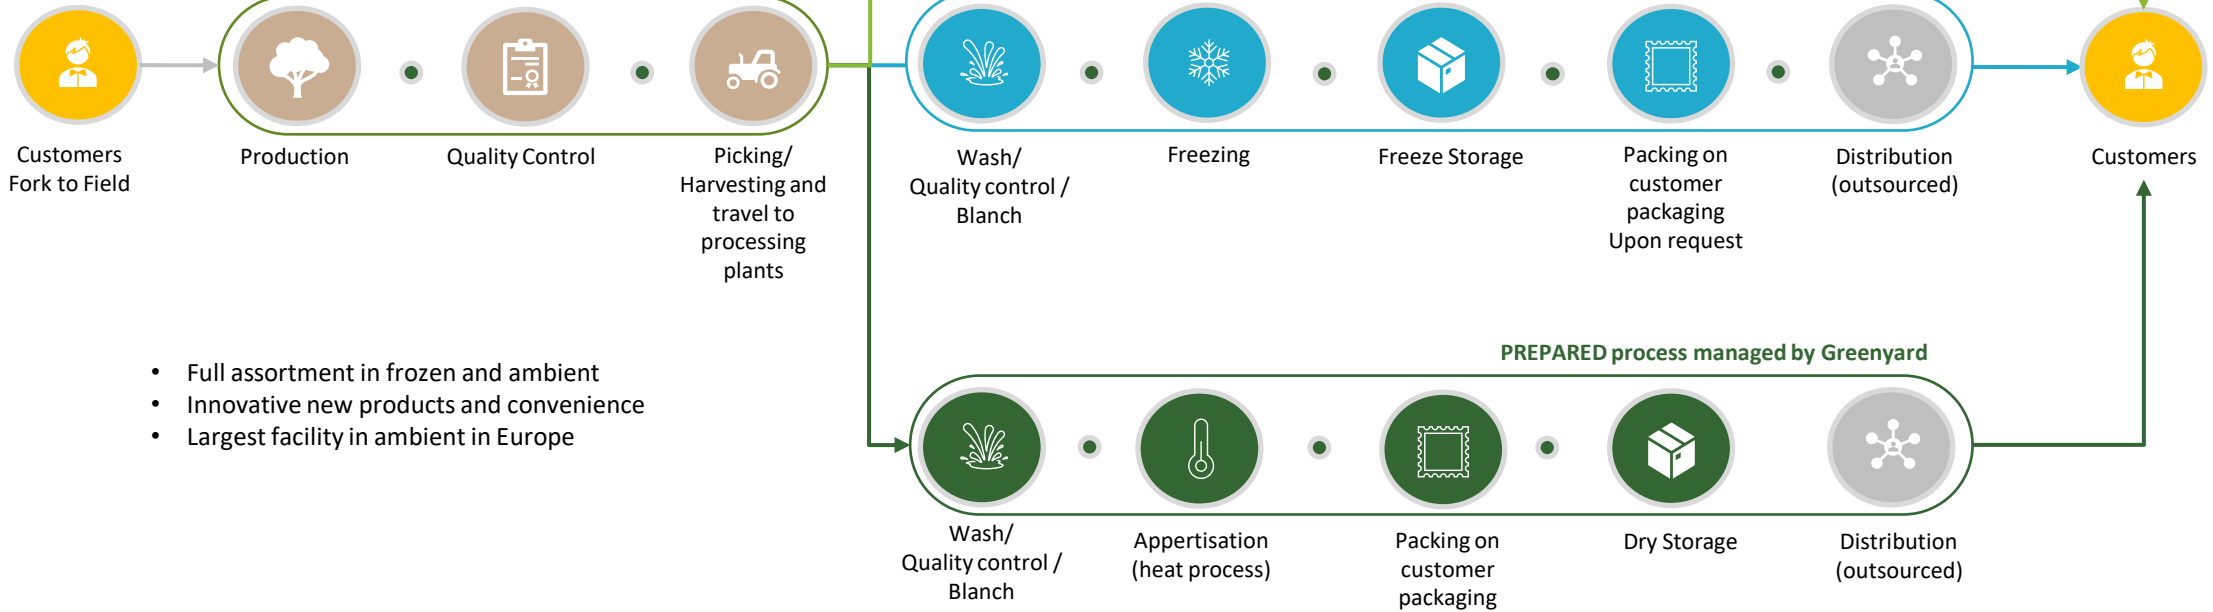 Customers
Fork to Field
Production
Quality Control
Picking/
Harvesting and
travel to
processing
plants
Wash/
Quality control /
Blanch
Freezing
Freeze Storage
Packing on
customer
packaging
Upon request
Distribution
(outsourced)
Customers
• Full assortment in frozen and ambient
• Innovative new products and convenience
• Largest facility in ambient in Europe
PREPARED process managed by Greenyard
Wash/
Quality control /
Blanch
Appertisation
(heat process)
Packing on
customer
packaging
Dry Storage
Distribution
(outsourced)